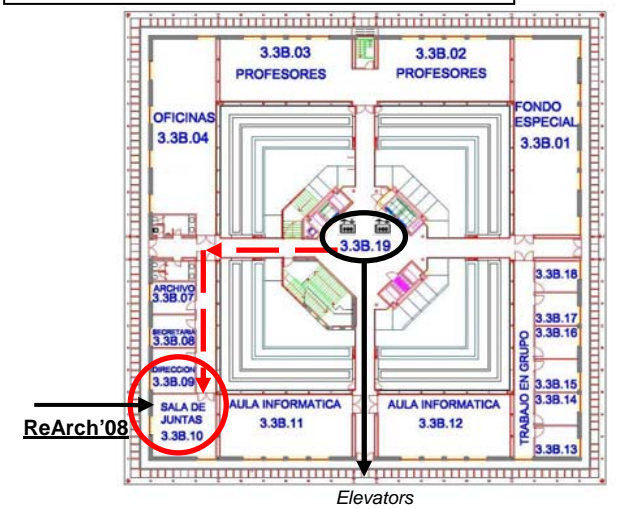 3.3B.03
PROFESORES
3.3B.02
PROFESORES
OFICINAS
3.3B.04
FONDO
ESPECIAL
3.3B.01
3.3B.19
ARCHIVO
3.3B.07
SECRETARIA
3.3B.08
DIRECCION
3.3B.09
SALA DE
JUNTAS
3.3B.10
ReArch'08
AULA INFORMATICA
3.3B.11
AULA INFORMATICA
3.3B.12
TRABAJO EN GRUPO
3.3B.18
3.3B.17
3.3B.16
3.3B.15
3.3B.14
3.3B.13
Elevators